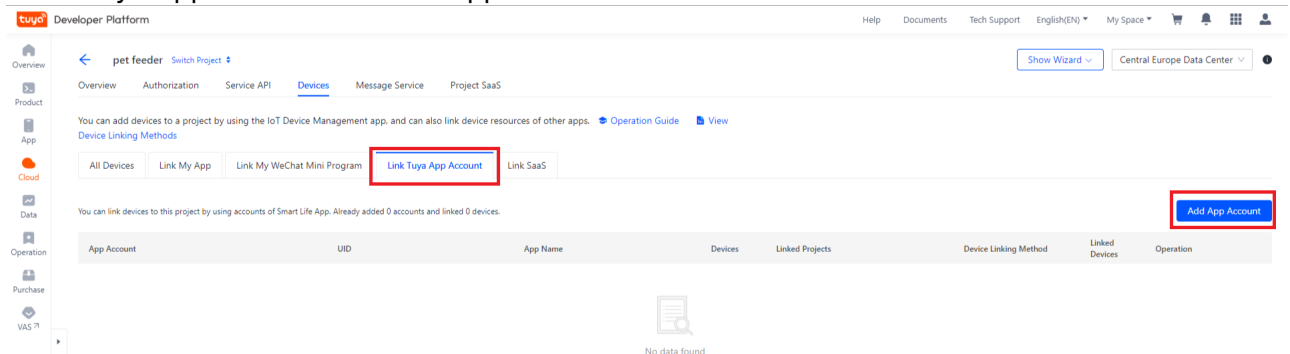 tuya Developer Platform
Help Documents Tech Support English(EN) My Space
Overview
Product
App
Cloud
Data
Operation
Purchase
VAS
pet feeder Switch Project
Show Wizard
Central Europe Data Center
Overview Authorization Service API Devices Message Service Project SaaS
You can add devices to a project by using the IoT Device Management app, and can also link device resources of other apps. Operation Guide View
Device Linking Methods
All Devices Link My App Link My WeChat Mini Program Link Tuya App Account Link SaaS
You can link devices to this project by using accounts of Smart Life App. Already added 0 accounts and linked 0 devices.
Add App Account
App Account UID App Name Devices Linked Projects Device Linking Method Linked Devices Operation
No data found